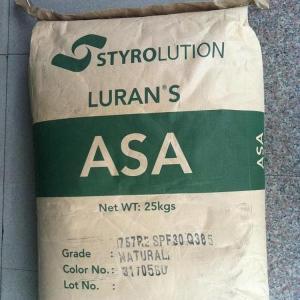 STYROLUTION
LURAN®S
ASA
ASA
Net WT: 25kgs
Grade :
NATURAL
Color No.:
Lot No. :